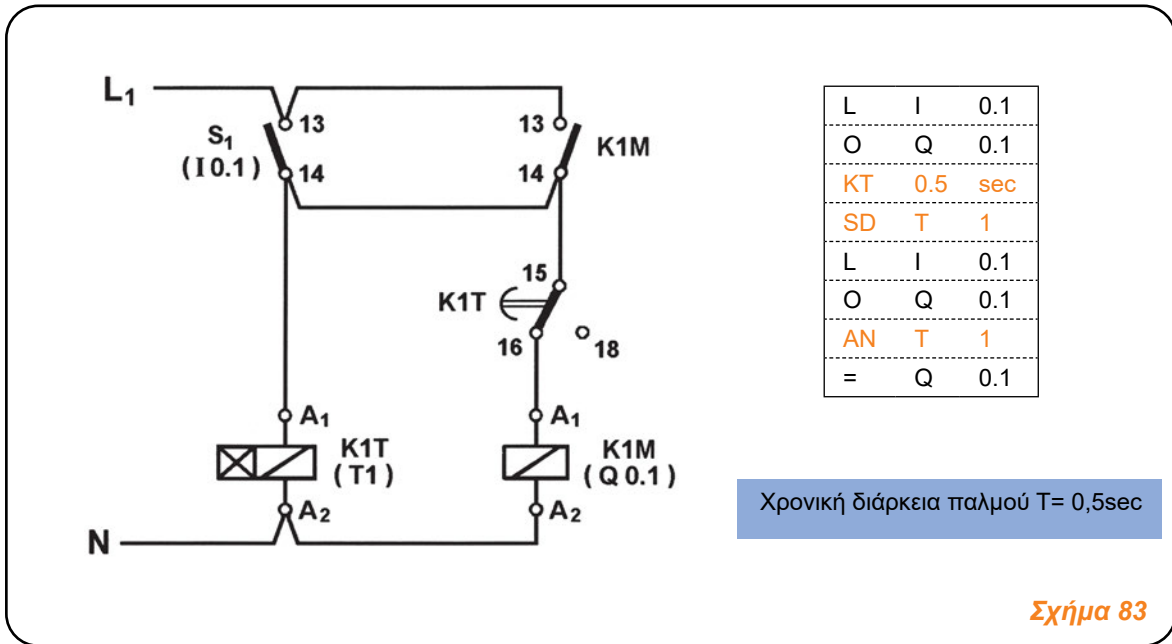 L1
S1
(I 0.1)
13
14
13
14
K1M
15
K1T
16
18
A1
K1T
(T1)
A2
A1
K1M
(Q 0.1)
A2
N
L I 0.1
O Q 0.1
KT 0.5 sec
SD T 1
L I 0.1
O Q 0.1
AN T 1
= Q 0.1
Χρονική διάρκεια παλμού Τ= 0,5sec
Σχήμα 83